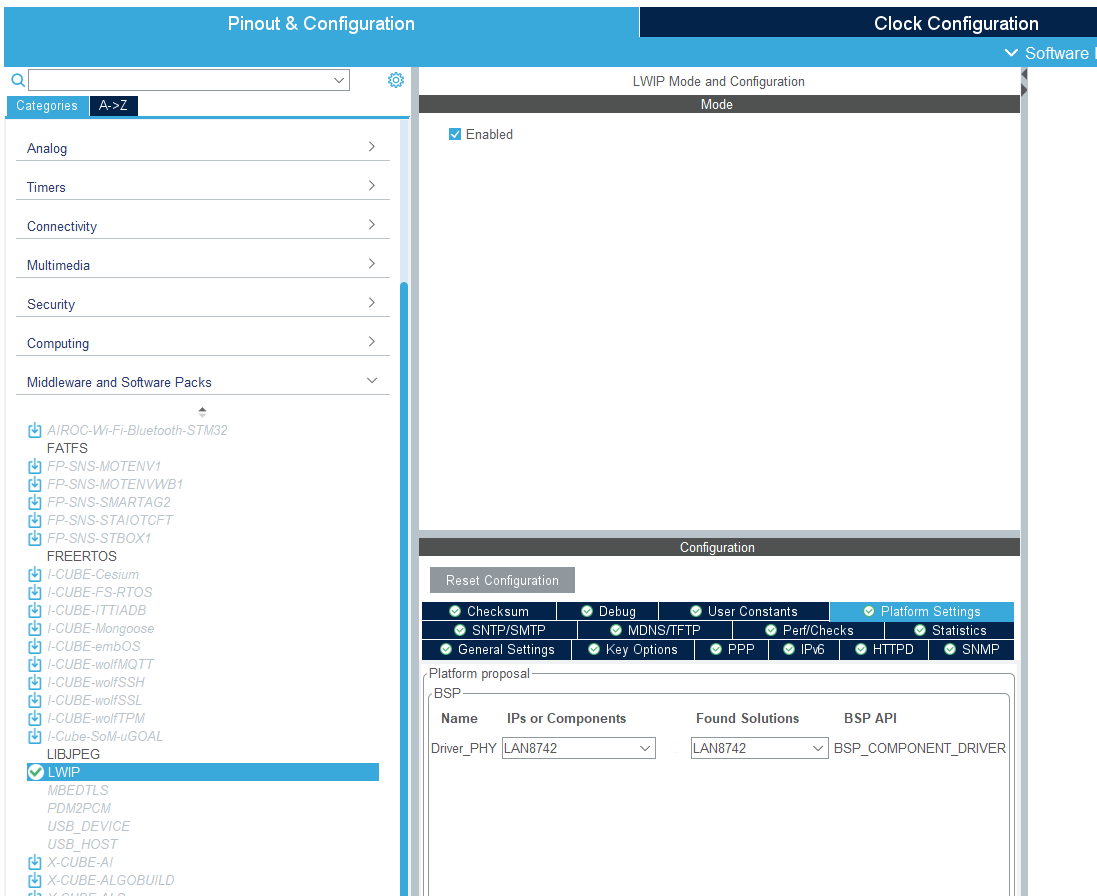 Pinout & Configuration
Clock Configuration
Software
Categories
A->Z
Analog
Timers
Connectivity
Multimedia
Security
Computing
Middleware and Software Packs
AIROC-Wi-Fi-Bluetooth-STM32
FATFS
FP-SNS-MOTENV1
FP-SNS-MOTENVWB1
FP-SNS-SMARTAG2
FP-SNS-STAIOTCFT
FP-SNS-STBOX1
FREERTOS
I-CUBE-Cesium
I-CUBE-FS-RTOS
I-CUBE-ITTIADB
I-CUBE-Mongoose
I-CUBE-embOS
I-CUBE-wolfMQTT
I-CUBE-wolfSSH
I-CUBE-wolfSSL
I-CUBE-wolfTPM
I-Cube-SoM-uGOAL
LIBJPEG
LWIP
MBEDTLS
PDM2PCM
USB_DEVICE
USB_HOST
X-CUBE-AI
X-CUBE-ALGOBUILD
LWIP Mode and Configuration
Mode
Enabled
Configuration
Reset Configuration
Checksum Debug User Constants Platform Settings
SNTP/SMTP MDNS/TFTP Perf/Checks Statistics
General Settings Key Options PPP IPv6 HTTPD SNMP
Platform proposal
BSP
Name IPs or Components Found Solutions BSP API
Driver_PHY LAN8742 LAN8742 BSP_COMPONENT_DRIVER